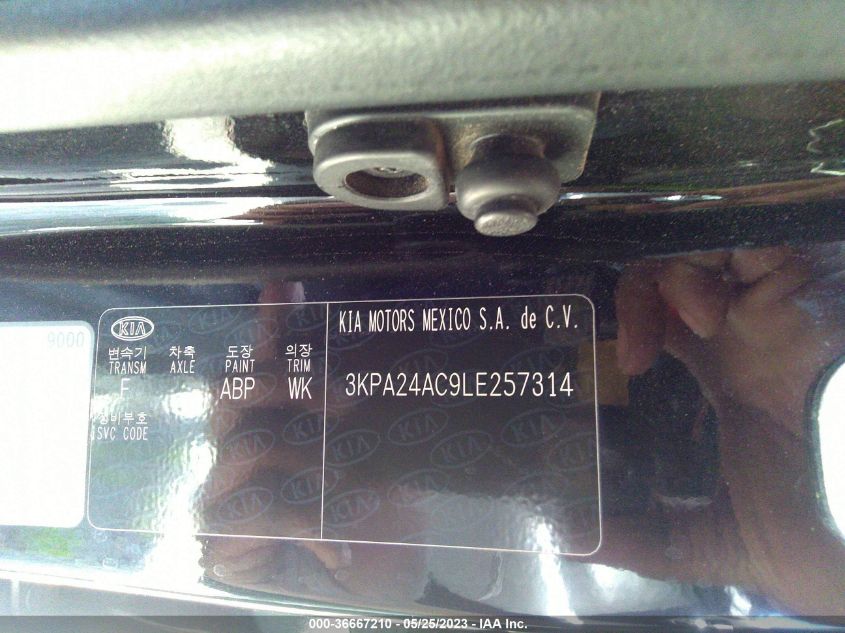 KIA MOTORS MEXICO S.A. de C.V.
KIA
9000
변속기 차축 도장 의장
TRANSM AXLE PAINT TRIM
F ABP WK
3KPA24AC9LE257314
정비부호
SVC CODE
000-36667210 - 05/25/2023 - IAA Inc.